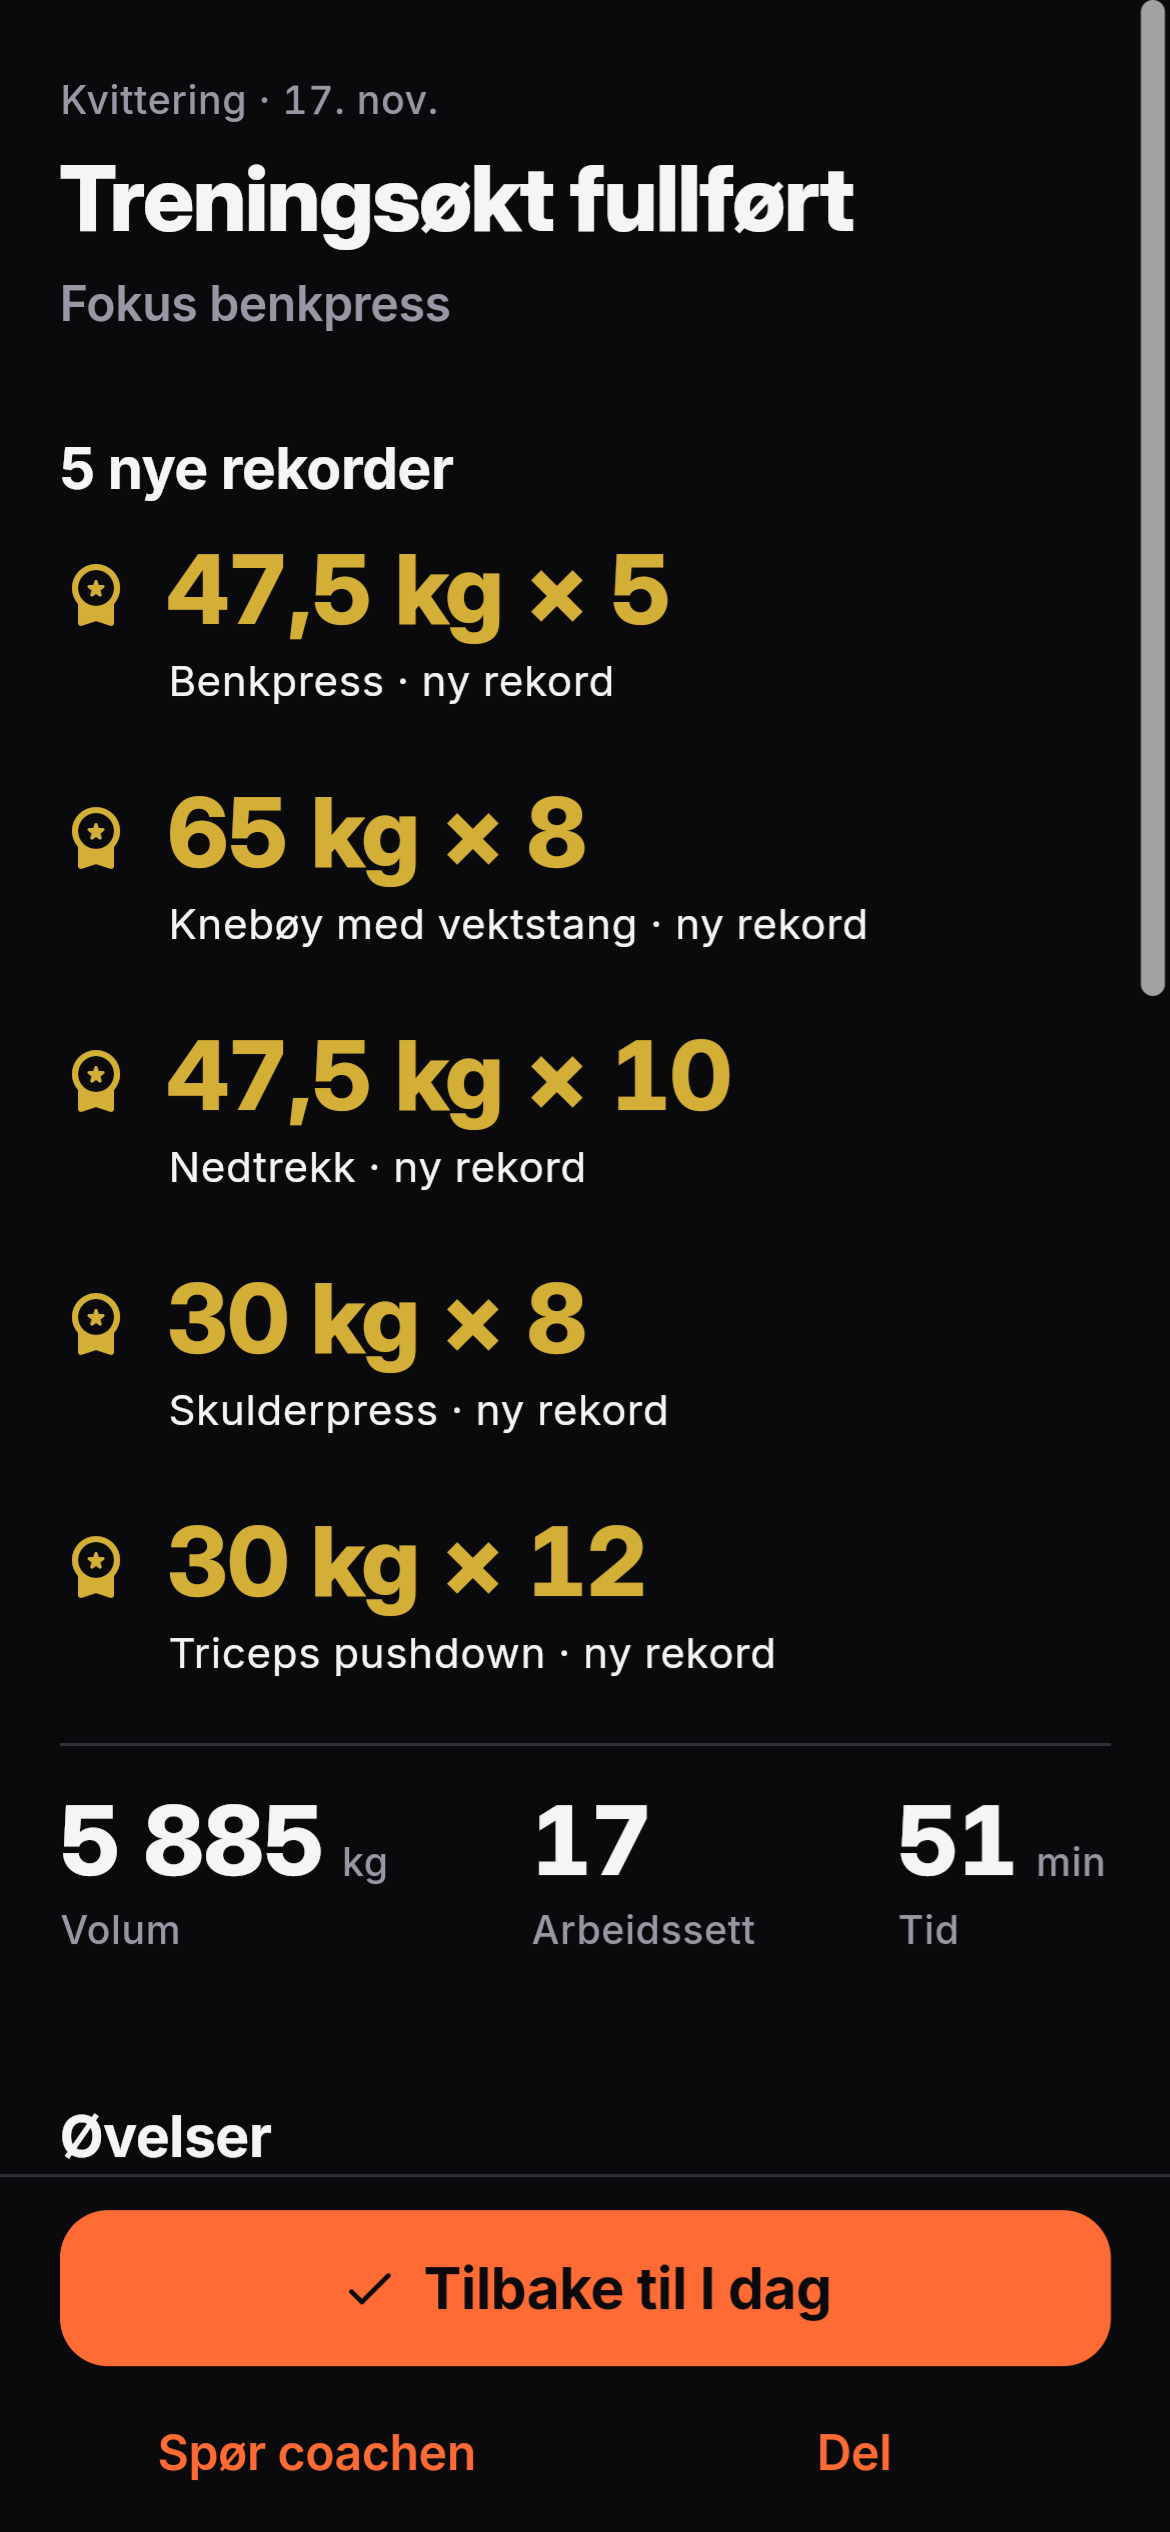 Kvittering · 17. nov.
Treningsøkt fullført
Fokus benkpress
5 nye rekorder
47,5 kg × 5
Benkpress · ny rekord
65 kg × 8
Knebøy med vektstang · ny rekord
47,5 kg × 10
Nedtrekk · ny rekord
30 kg × 8
Skulderpress · ny rekord
30 kg × 12
Triceps pushdown · ny rekord
5 885 kg 17 51 min
Volum Arbeidssett Tid
Øvelser
Tilbake til I dag
Spør coachen Del